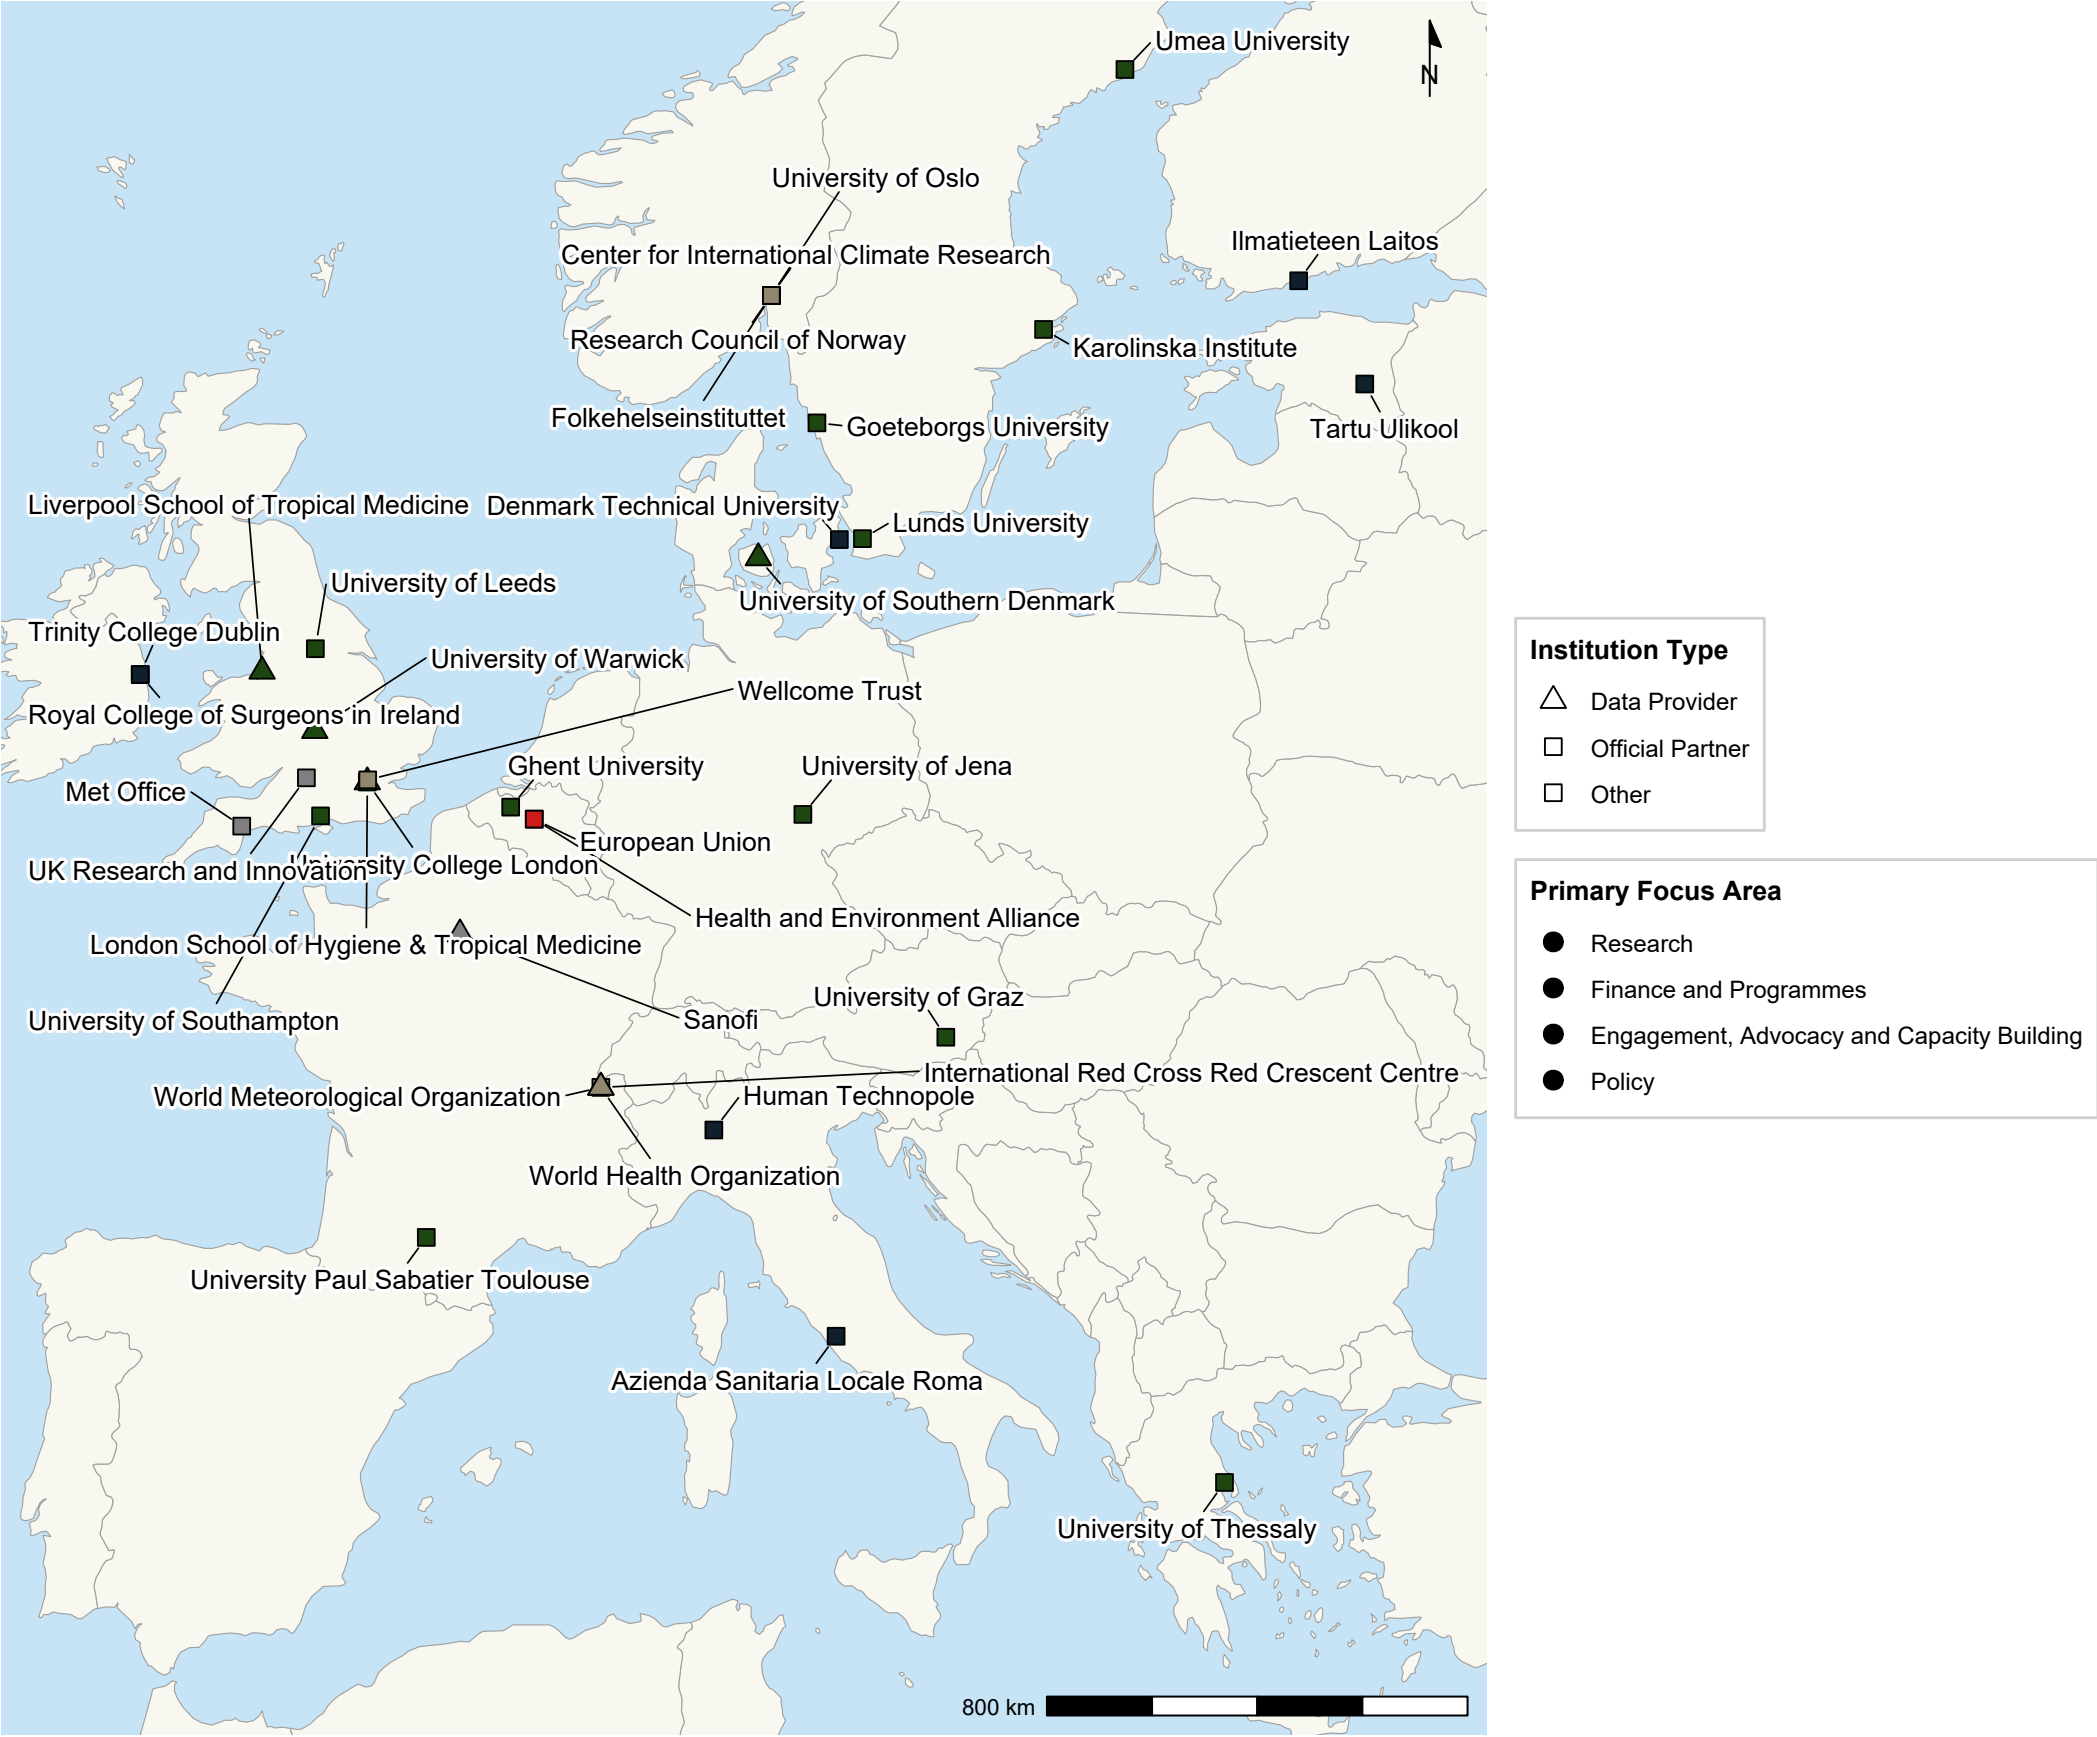 Umea University
N
University of Oslo
Ilmatieteen Laitos
Center for International Climate Research
Research Council of Norway
Karolinska Institute
Folkehelseinstituttet
Goeteborgs University
Tartu Ulikool
Liverpool School of Tropical Medicine
Denmark Technical University
Lunds University
University of Leeds
University of Southern Denmark
Trinity College Dublin
University of Warwick
Wellcome Trust
Royal College of Surgeons in Ireland
Ghent University
University of Jena
Met Office
European Union
University College London
UK Research and Innovation
Health and Environment Alliance
London School of Hygiene & Tropical Medicine
University of Graz
University of Southampton
Sanofi
International Red Cross Red Crescent Centre
World Meteorological Organization
Human Technopole
World Health Organization
University Paul Sabatier Toulouse
Azienda Sanitaria Locale Roma
University of Thessaly
800 km
Institution Type
Data Provider
Official Partner
Other
Primary Focus Area
Research
Finance and Programmes
Engagement, Advocacy and Capacity Building
Policy